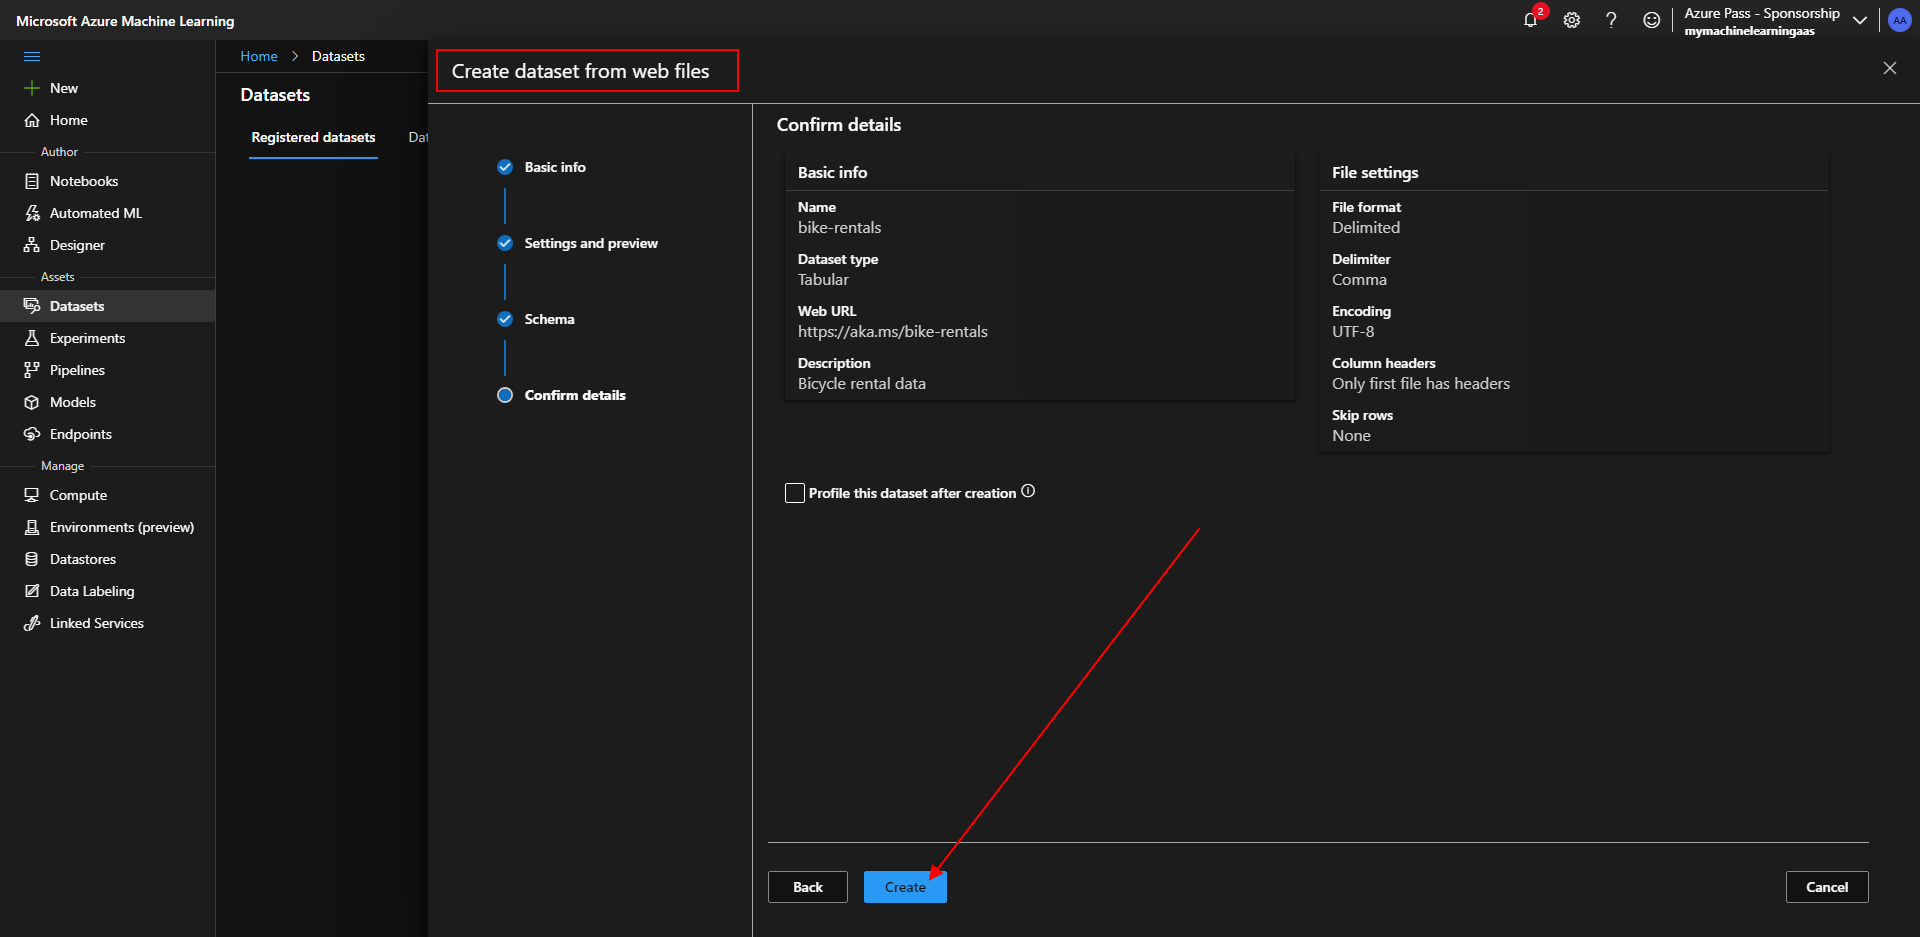 Microsoft Azure Machine Learning
2
Azure Pass - Sponsorship
mymachinelearningaas
AA
New
Home
Author
Notebooks
Automated ML
Designer
Assets
Datasets
Experiments
Pipelines
Models
Endpoints
Manage
Compute
Environments (preview)
Datastores
Data Labeling
Linked Services
Home > Datasets
Datasets
Registered datasets
Dat
Create dataset from web files
Basic info
Settings and preview
Schema
Confirm details
Confirm details
Basic info
Name
bike-rentals
Dataset type
Tabular
Web URL
https://aka.ms/bike-rentals
Description
Bicycle rental data
File settings
File format
Delimited
Delimiter
Comma
Encoding
UTF-8
Column headers
Only first file has headers
Skip rows
None
Profile this dataset after creation
Back
Create
Cancel